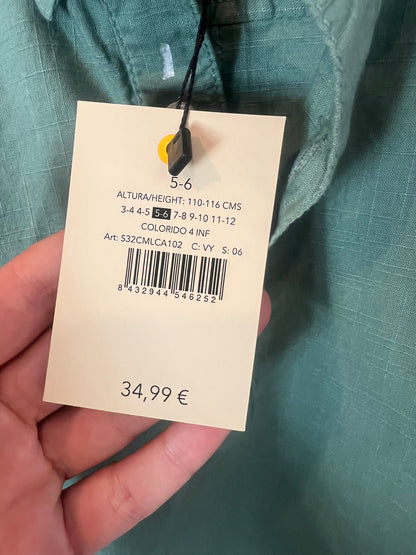 5-6
ALTURA/HEIGHT: 110-116 CMS
3-4 4-5 5-6 7-8 9-10 11-12
COLORIDO 4 INF
Art: S32CMLCA102 C: VY S: 06
8 432944 546252
34,99 €